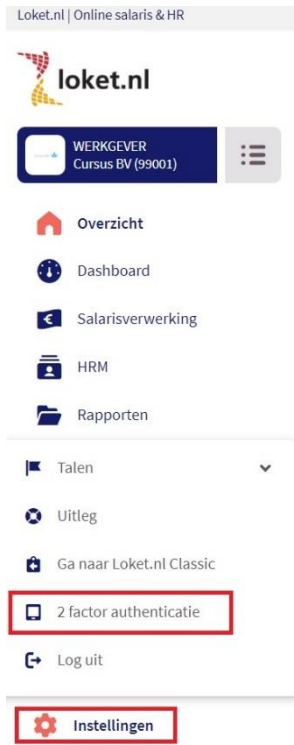 Loket.nl | Online salaris & HR
loket.nl
WERKGEVER
Cursus BV (99001)
Overzicht
Dashboard
€ Salarisverwerking
HRM
Rapporten
Talen
Uitleg
Ga naar Loket.nl Classic
2 factor authenticatie
Log uit
Instellingen